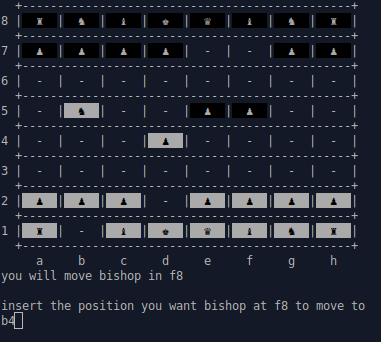 +-----------------------------------------------+
8 | ♜ | ♞ | ♝ | ♚ | ♛ | ♝ | ♞ | ♜ |
+-----------------------------------------------+
7 | ♟ | ♟ | ♟ | ♟ | - | - | ♟ | ♟ |
+-----------------------------------------------+
6 | - | - | - | - | - | - | - | - |
+-----------------------------------------------+
5 | - | ♞ | - | - | ♟ | ♟ | - | - |
+-----------------------------------------------+
4 | - | - | - | ♟ | - | - | - | - |
+-----------------------------------------------+
3 | - | - | - | - | - | - | - | - |
+-----------------------------------------------+
2 | ♟ | ♟ | ♟ | - | ♟ | ♟ | ♟ | ♟ |
+-----------------------------------------------+
1 | ♜ | - | ♝ | ♚ | ♛ | ♝ | ♞ | ♜ |
+-----------------------------------------------+
a b c d e f g h
you will move bishop in f8
insert the position you want bishop at f8 to move to
b4